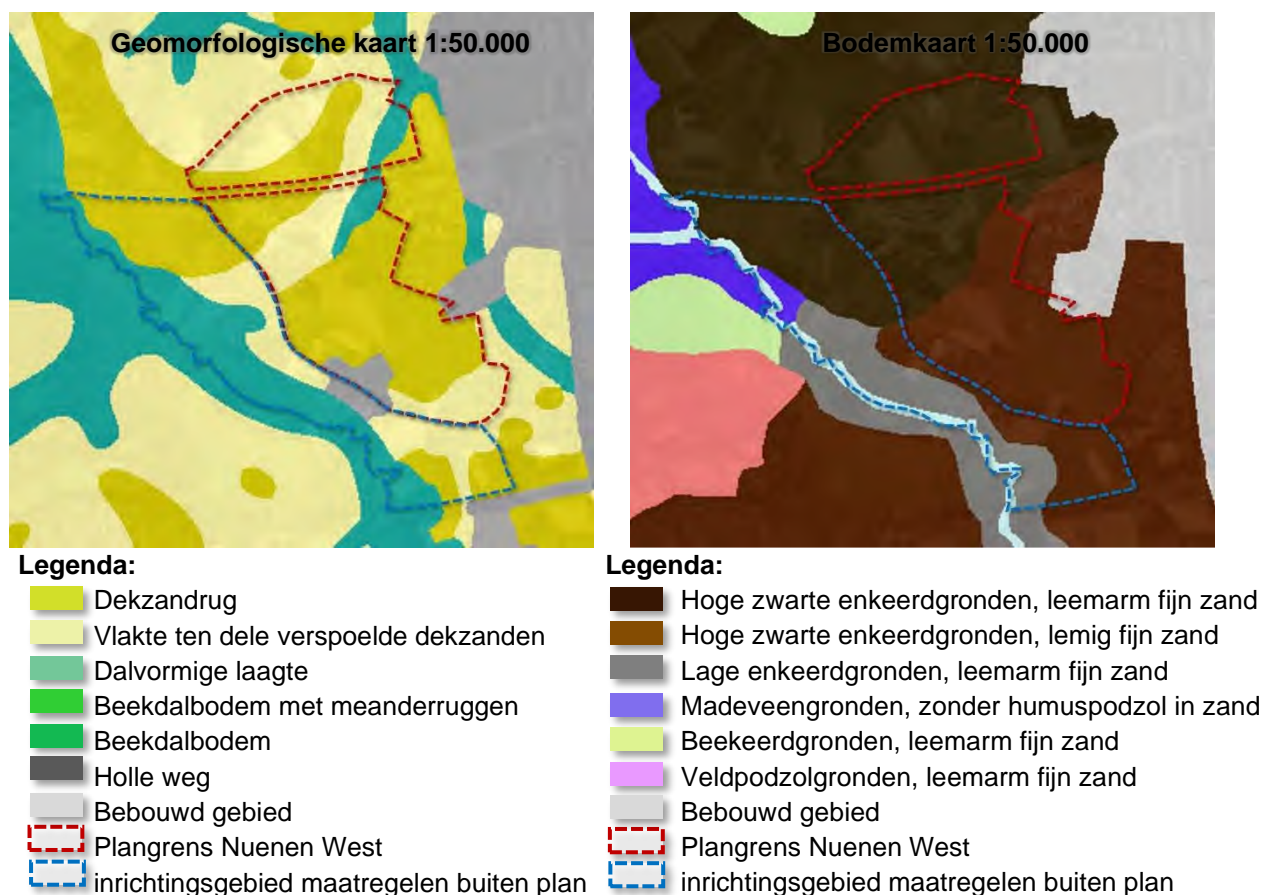 Geomorfologische kaart 1:50.000
Bodemkaart 1:50.000
Legenda:
Dekzandrug
Vlakte ten dele verspoelde dekzanden
Dalvormige laagte
Beekdalbodem met meanderruggen
Beekdalbodem
Holle weg
Bebouwd gebied
Plangrens Nuenen West
inrichtingsgebied maatregelen buiten plan
Legenda:
Hoge zwarte enkeerdgronden, leemarm fijn zand
Hoge zwarte enkeerdgronden, lemig fijn zand
Lage enkeerdgronden, leemarm fijn zand
Madeveengronden, zonder humuspodzol in zand
Beekeerdgronden, leemarm fijn zand
Veldpodzolgronden, leemarm fijn zand
Bebouwd gebied
Plangrens Nuenen West
inrichtingsgebied maatregelen buiten plan